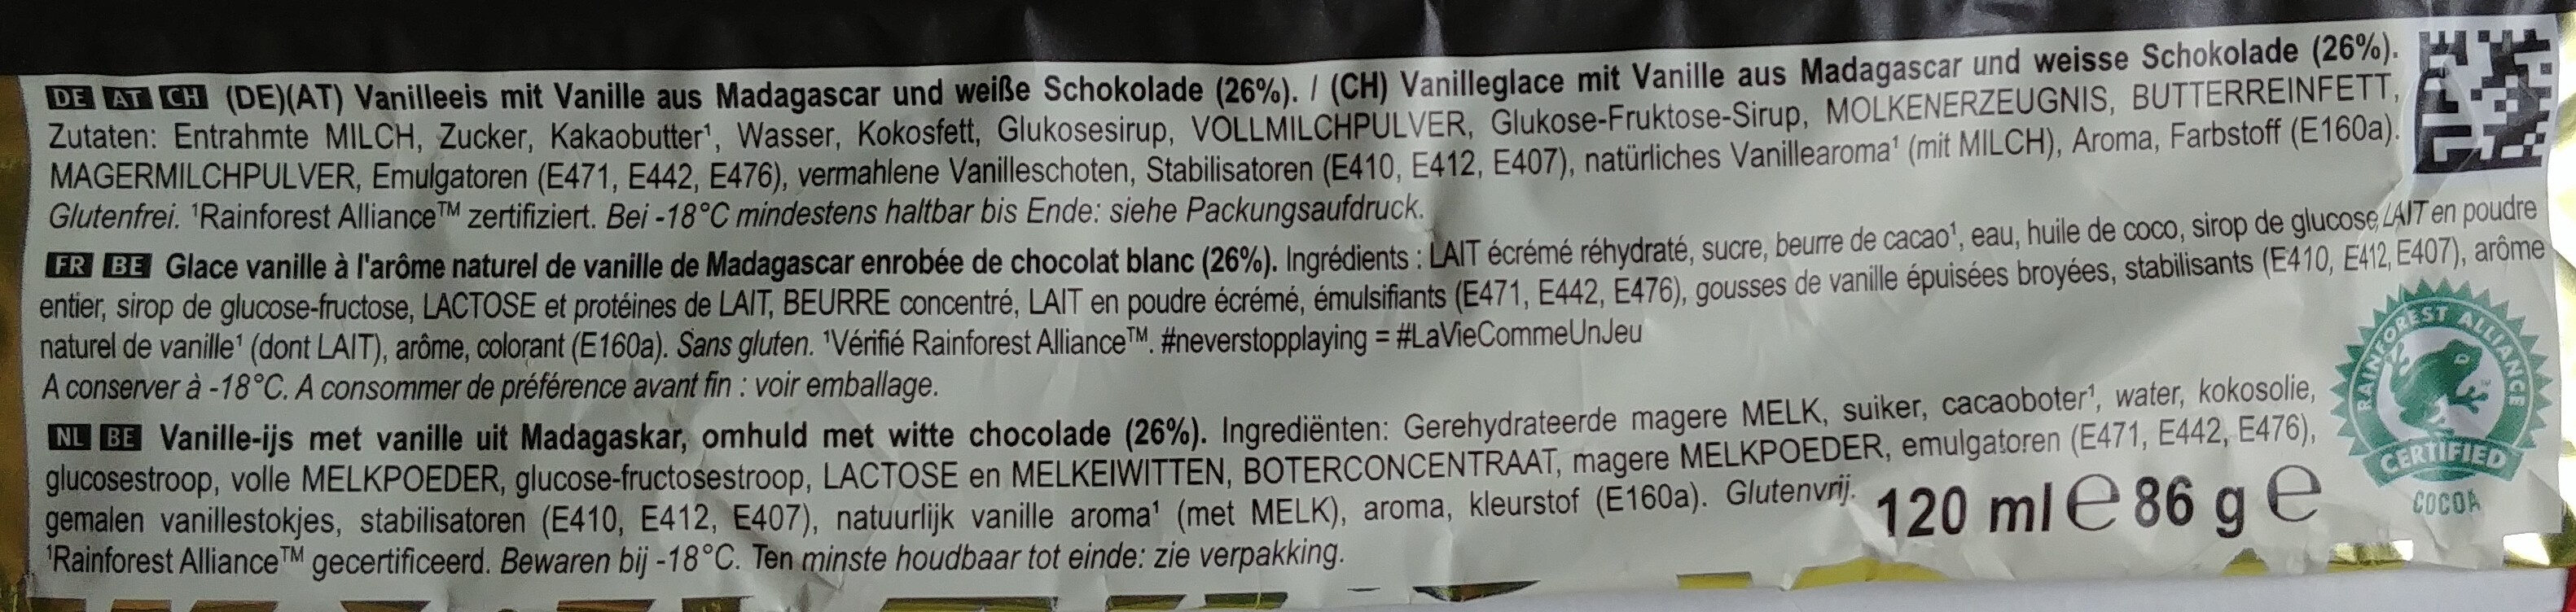 DE AT CH (DE)(AT) Vanilleeis mit Vanille aus Madagascar und weiße Schokolade (26%). / (CH) Vanilleglace mit Vanille aus Madagascar und weisse Schokolade (26%).
Zutaten: Entrahmte MILCH, Zucker, Kakaobutter¹, Wasser, Kokosfett, Glukosesirup, VOLLMILCHPULVER, Glukose-Fruktose-Sirup, MOLKENERZEUGNIS, BUTTERREINFETT,
MAGERMILCHPULVER, Emulgatoren (E471, E442, E476), vermahlene Vanilleschoten, Stabilisatoren (E410, E412, E407), natürliches Vanillearoma¹ (mit MILCH), Aroma, Farbstoff (E160a).
Glutenfrei. ¹Rainforest Alliance™ zertifiziert. Bei -18°C mindestens haltbar bis Ende: siehe Packungsaufdruck.
FR BE Glace vanille à l'arôme naturel de vanille de Madagascar enrobée de chocolat blanc (26%). Ingrédients : LAIT écrémé réhydraté, sucre, beurre de cacao¹, eau, huile de coco, sirop de glucose, LAIT en poudre
entier, sirop de glucose-fructose, LACTOSE et protéines de LAIT, BEURRE concentré, LAIT en poudre écrémé, émulsifiants (E471, E442, E476), gousses de vanille épuisées broyées, stabilisants (E410, E412, E407), arôme
naturel de vanille¹ (dont LAIT), arôme, colorant (E160a). Sans gluten. ¹Vérifié Rainforest Alliance™. #neverstopplaying = #LaVieCommeUnJeu
A conserver à -18°C. A consommer de préférence avant fin : voir emballage.
NL BE Vanille-ijs met vanille uit Madagaskar, omhuld met witte chocolade (26%). Ingrediënten: Gerehydrateerde magere MELK, suiker, cacaoboter¹, water, kokosolie,
glucosestroop, volle MELKPOEDER, glucose-fructosestroop, LACTOSE en MELKEIWITTEN, BOTERCONCENTRAAT, magere MELKPOEDER, emulgatoren (E471, E442, E476),
gemalen vanillestokjes, stabilisatoren (E410, E412, E407), natuurlijk vanille aroma¹ (met MELK), aroma, kleurstof (E160a). Glutenvrij.
¹Rainforest Alliance™ gecertificeerd. Bewaren bij -18°C. Ten minste houdbaar tot einde: zie verpakking.
120 ml e 86 g e
RAINFOREST ALLIANCE
CERTIFIED
COCOA